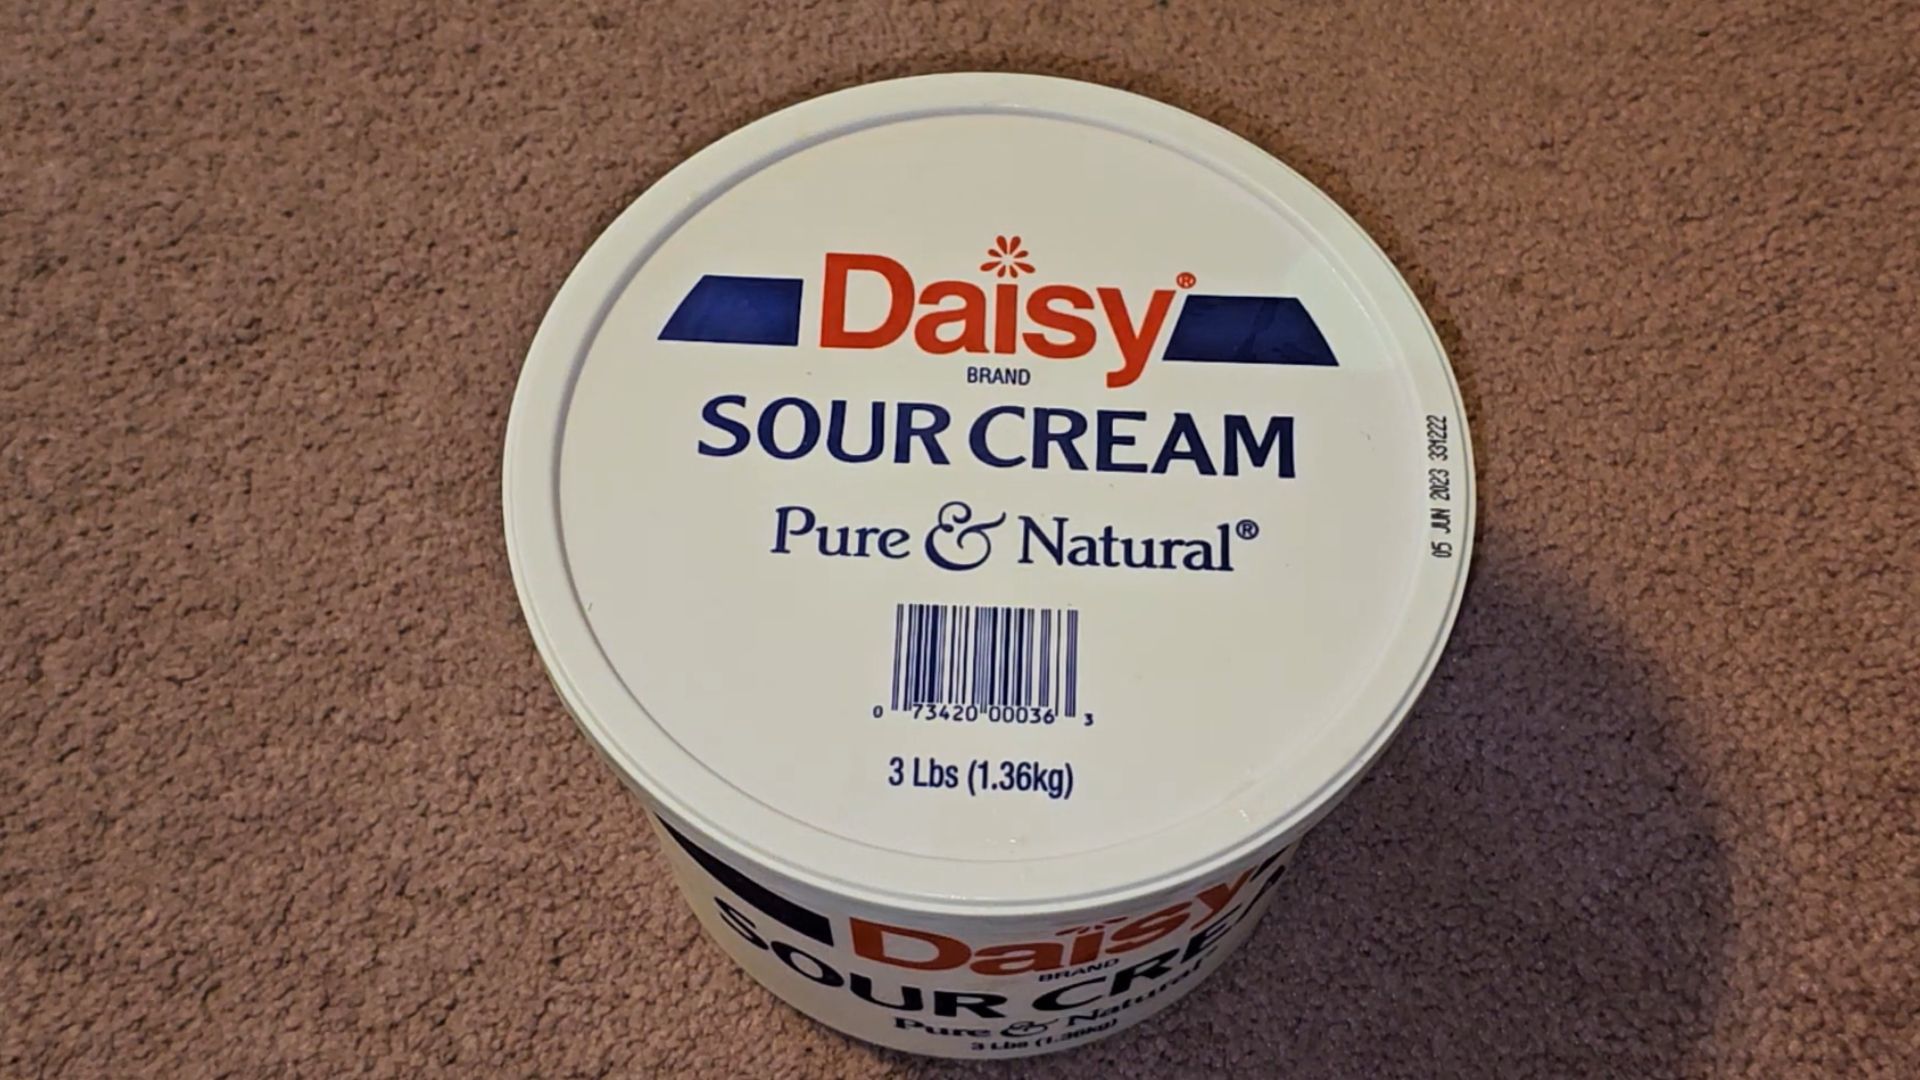 Daisy®
BRAND
SOUR CREAM
Pure & Natural®
0 73420 00036 3
3 Lbs (1.36kg)
05 JUN 2023 331222
Daisy
BRAND
SOUR CRE
Pure & Natural
3 Lbs (1.36kg)